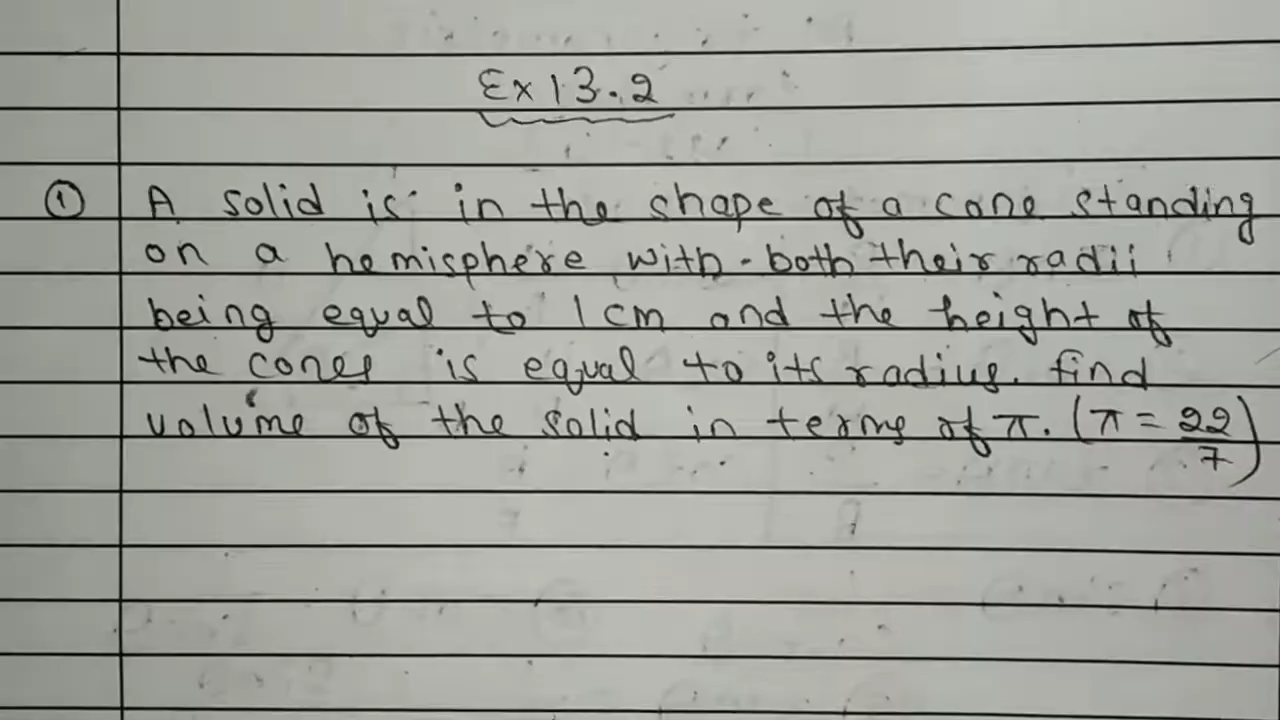 Ex 13.2
① A solid is in the shape of a cone standing
on a hemisphere with both their radii
being equal to 1 cm and the height of
the cones is equal to its radius. find
volume of the solid in terms of π. (π = 22/7)